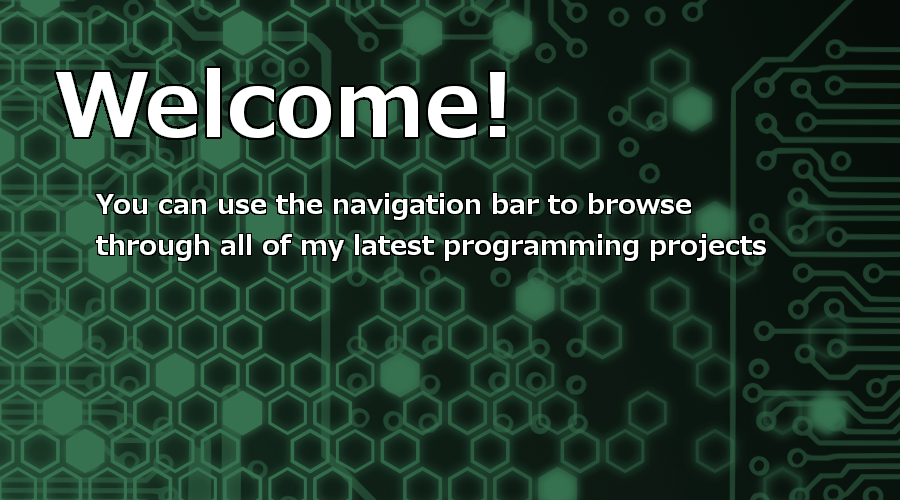 Welcome!
You can use the navigation bar to browse
through all of my latest programming projects